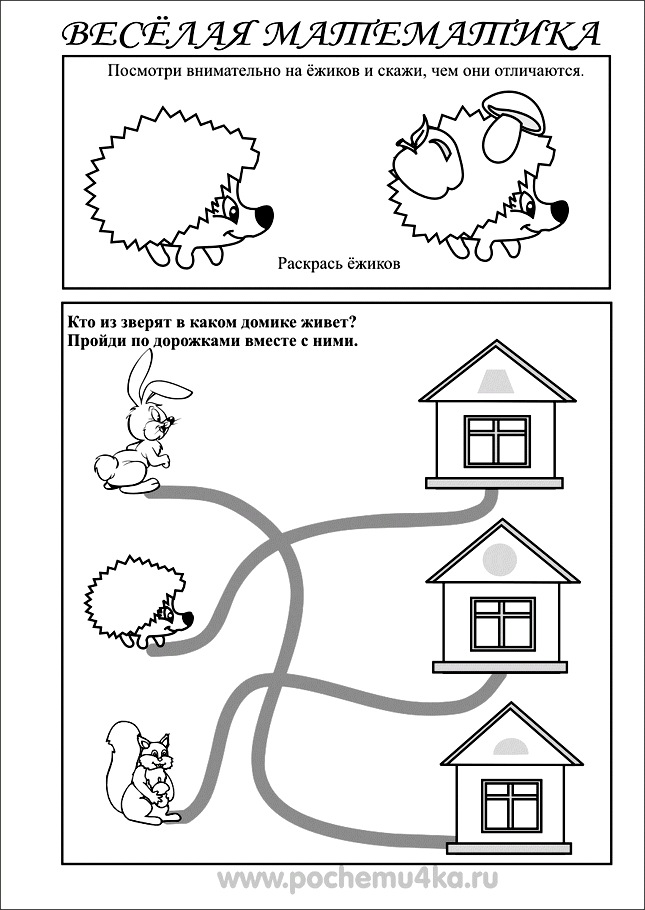 ВЕСЁЛАЯ МАТЕМАТИКА
Посмотри внимательно на ёжиков и скажи, чем они отличаются.
Раскрась ёжиков
Кто из зверят в каком домике живет?
Пройди по дорожками вместе с ними.
www.pochemu4ka.ru